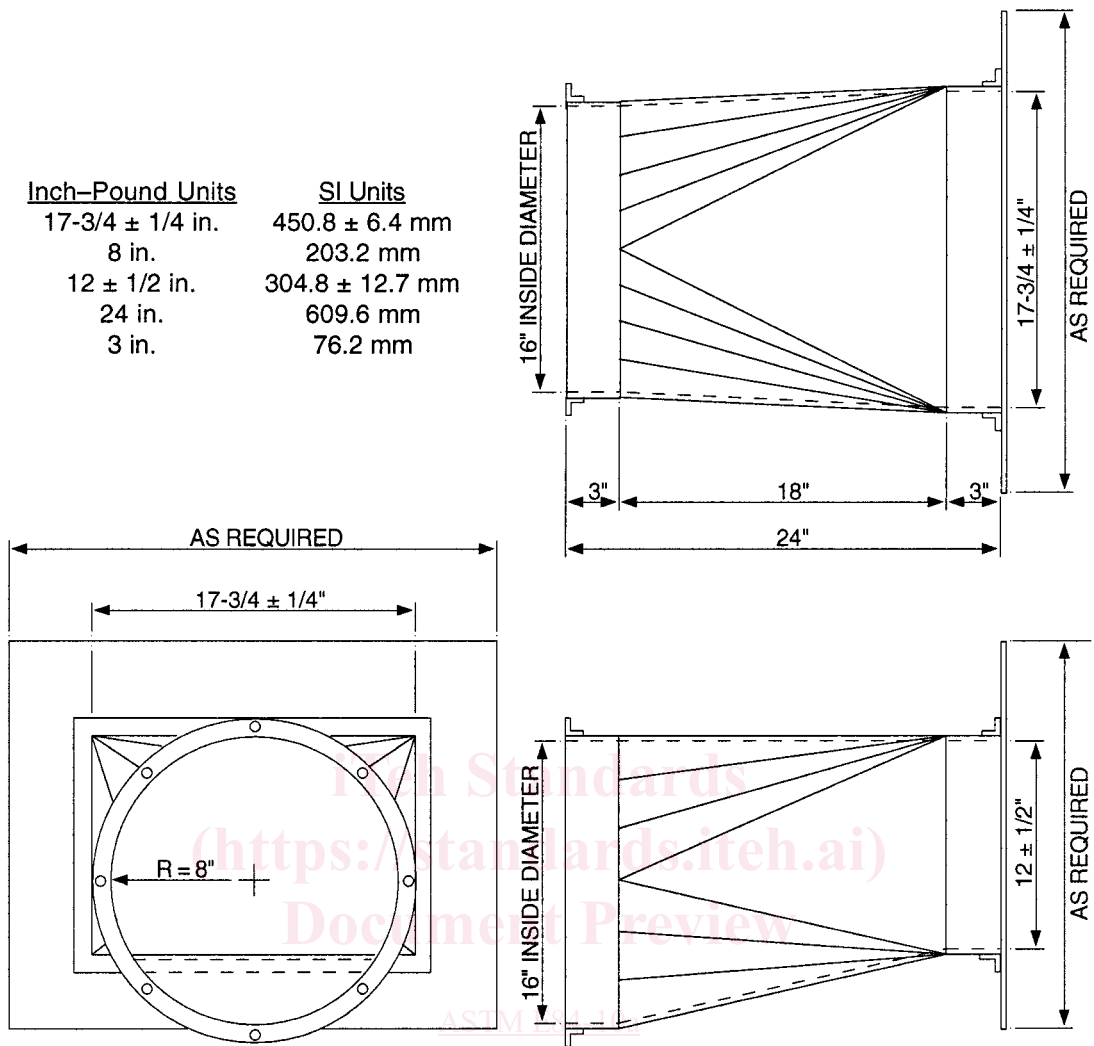 Inch–Pound Units SI Units
17-3/4 ± 1/4 in. 450.8 ± 6.4 mm
8 in. 203.2 mm
12 ± 1/2 in. 304.8 ± 12.7 mm
24 in. 609.6 mm
3 in. 76.2 mm
16" INSIDE DIAMETER
17-3/4 ± 1/4"
AS REQUIRED
3"
18"
3"
24"
AS REQUIRED
17-3/4 ± 1/4"
R = 8"
16" INSIDE DIAMETER
12 ± 1/2"
AS REQUIRED
iTeh Standards
(https://standards.iteh.ai)
Document Preview
ASTM E84-10a